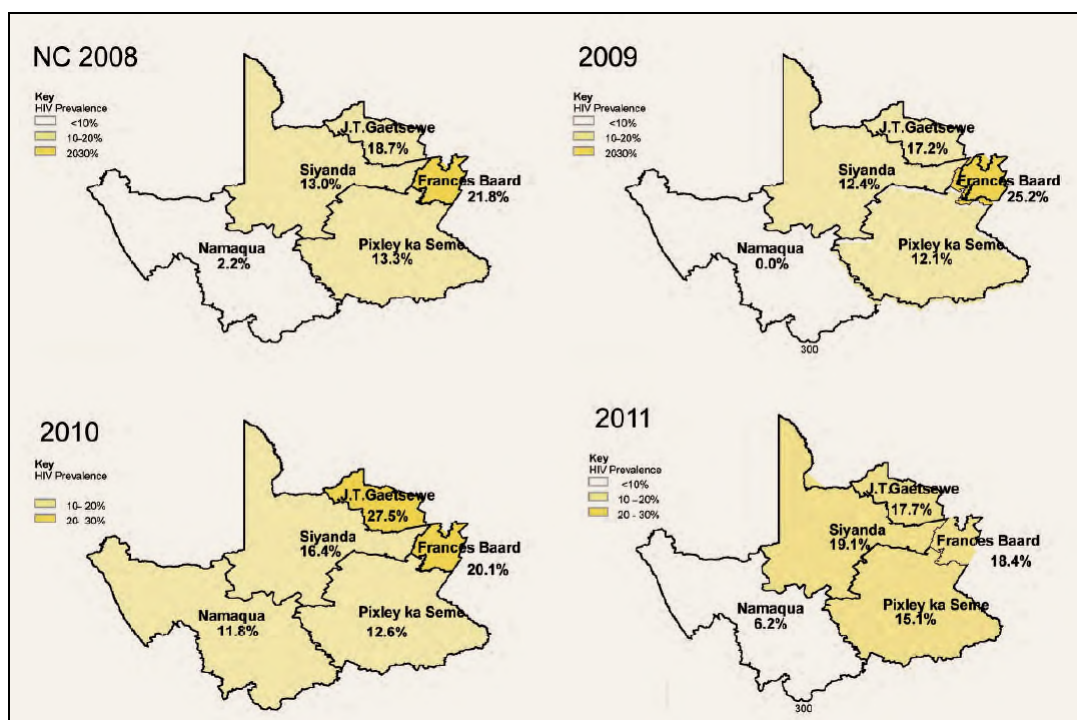 NC 2008
Key
HIV Prevalence
<10%
10-20%
2030%
J.T.Gaetsewe
18.7%
Siyanda
13.0%
Frances Baard
21.8%
Namaqua
2.2%
Pixley ka Seme
13.3%
2009
Key
HIV Prevalence
<10%
10-20%
2030%
J.T.Gaetsewe
17.2%
Siyanda
12.4%
Frances Baard
25.2%
Namaqua
0.0%
Pixley ka Seme
12.1%
300
2010
Key
HIV Prevalence
10-20%
20-30%
J.T.Gaetsewe
27.5%
Siyanda
16.4%
Frances Baard
20.1%
Namaqua
11.8%
Pixley ka Seme
12.6%
2011
Key
HIV Prevalence
<10%
10-20%
20-30%
J.T.Gaetsewe
17.7%
Siyanda
19.1%
Frances Baard
18.4%
Namaqua
6.2%
Pixley ka Seme
15.1%
300